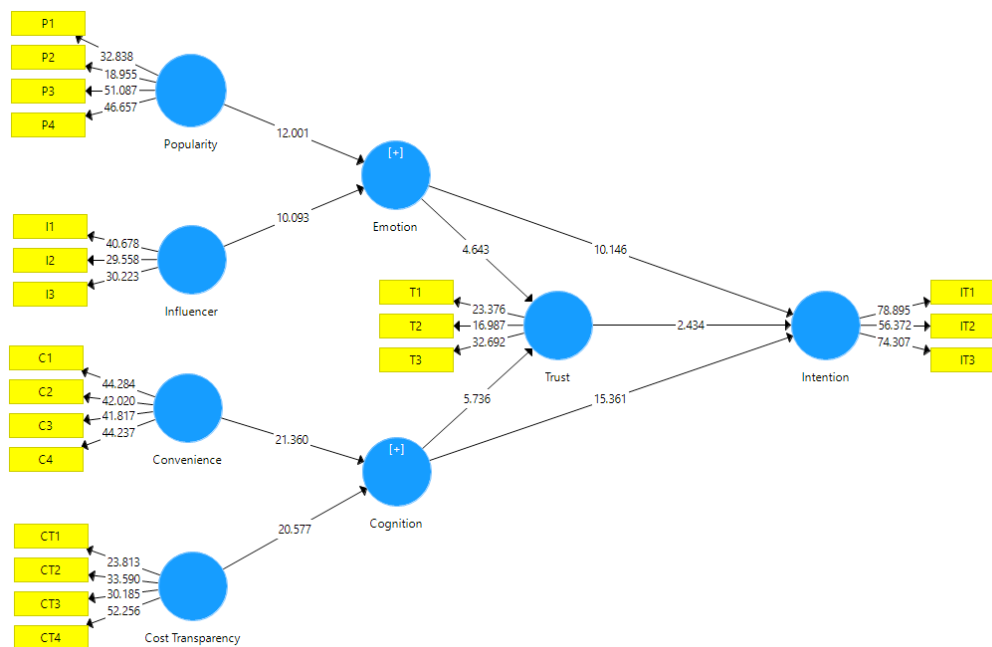 P1
P2
P3
P4
32.838
18.955
51.087
46.657
Popularity
12.001
I1
I2
I3
40.678
29.558
30.223
Influencer
10.093
[+]
Emotion
4.643
10.146
T1
T2
T3
23.376
16.987
32.692
Trust
2.434
IT1
IT2
IT3
78.895
56.372
74.307
Intention
C1
C2
C3
C4
44.284
42.020
41.817
44.237
Convenience
21.360
[+]
Cognition
5.736
15.361
CT1
CT2
CT3
CT4
23.813
33.590
30.185
52.256
Cost Transparency
20.577